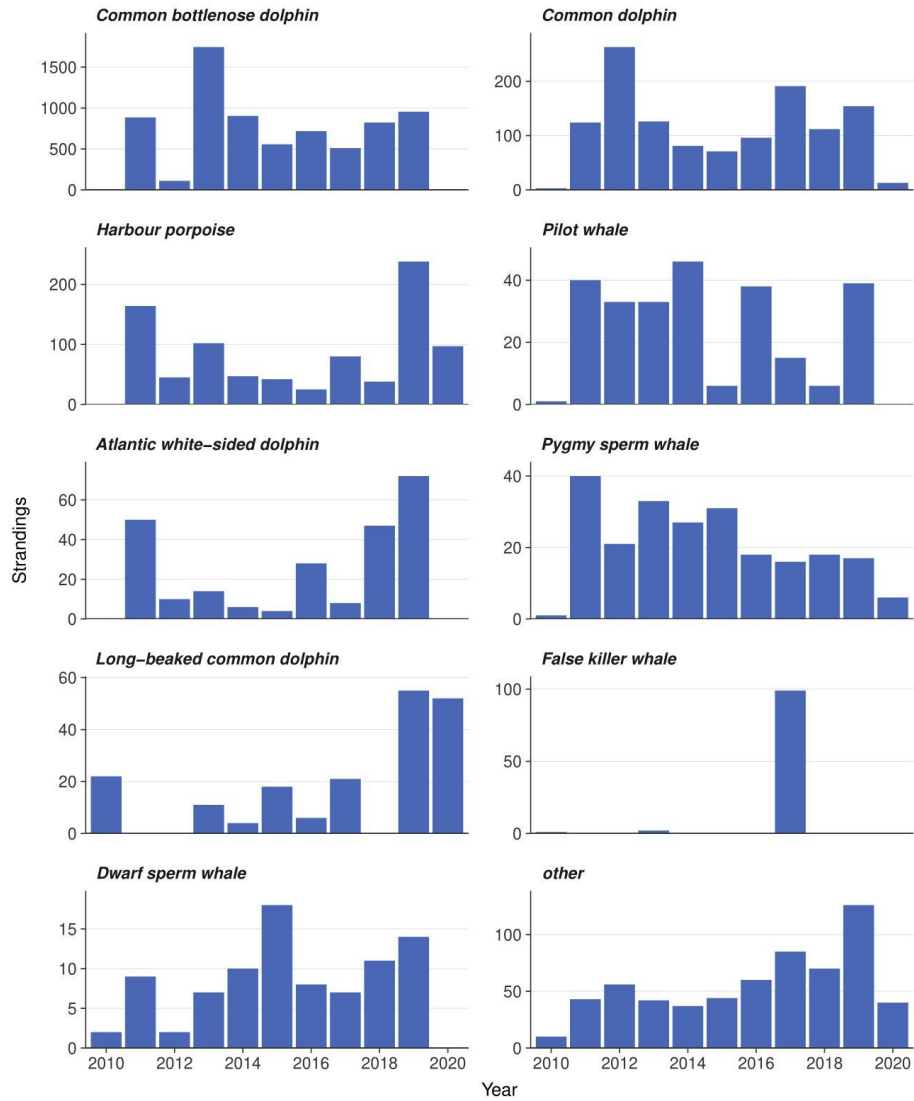 Common bottlenose dolphin
1500
1000
500
0
Common dolphin
200
100
0
Harbour porpoise
200
100
0
Pilot whale
40
20
0
Atlantic white−sided dolphin
60
40
20
0
Pygmy sperm whale
40
20
0
Long−beaked common dolphin
60
40
20
0
False killer whale
100
50
0
Dwarf sperm whale
15
10
5
0
2010 2012 2014 2016 2018 2020
other
100
50
0
2010 2012 2014 2016 2018 2020
Strandings
Year